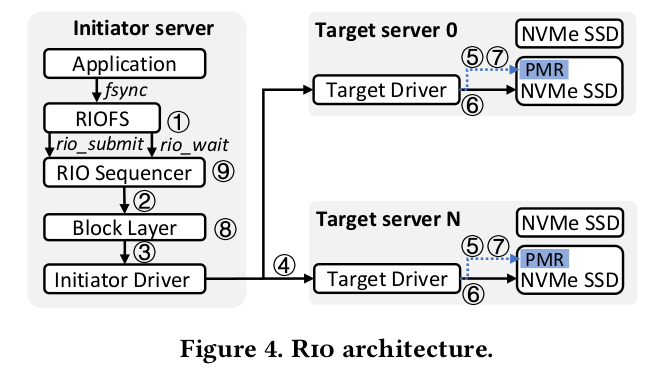 Initiator server
Application
fsync
RIOFS ①
rio_submit rio_wait
RIO Sequencer ⑨
②
Block Layer ⑧
③
Initiator Driver
④
Target server 0
NVMe SSD
⑤⑦
PMR
Target Driver
NVMe SSD
⑥
Target server N
NVMe SSD
⑤⑦
PMR
Target Driver
NVMe SSD
⑥
Figure 4. RIO architecture.